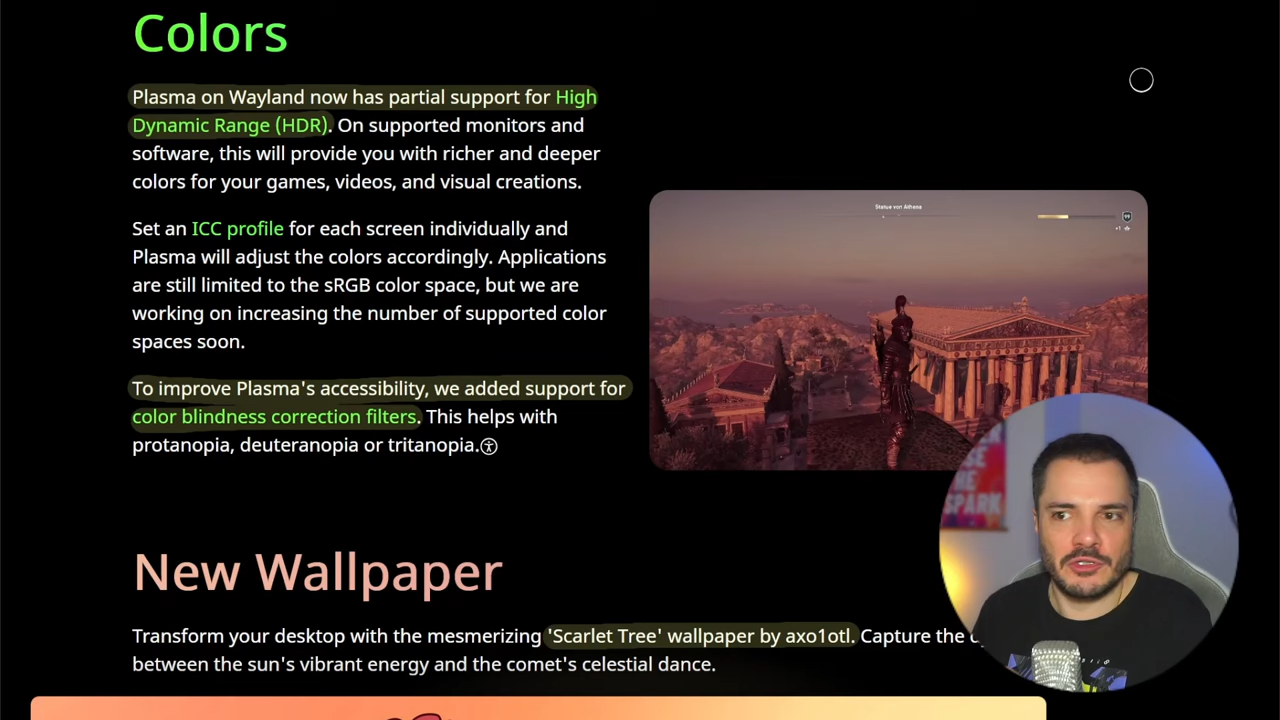 Colors
Plasma on Wayland now has partial support for High
Dynamic Range (HDR). On supported monitors and
software, this will provide you with richer and deeper
colors for your games, videos, and visual creations.
Set an ICC profile for each screen individually and
Plasma will adjust the colors accordingly. Applications
are still limited to the sRGB color space, but we are
working on increasing the number of supported color
spaces soon.
To improve Plasma's accessibility, we added support for
color blindness correction filters. This helps with
protanopia, deuteranopia or tritanopia.
Statue von Athena
SPARK
New Wallpaper
Transform your desktop with the mesmerizing 'Scarlet Tree' wallpaper by axo1otl. Capture the
between the sun's vibrant energy and the comet's celestial dance.